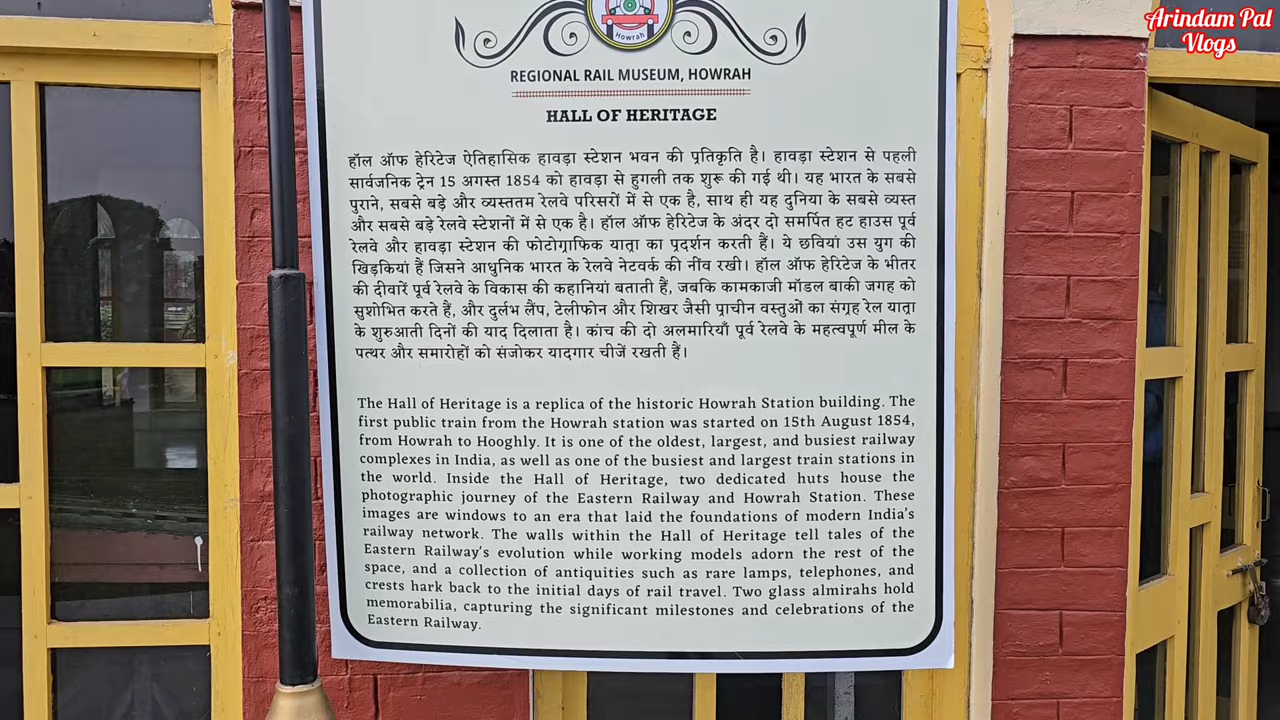 Arindam Pal
Vlogs
Howrah
REGIONAL RAIL MUSEUM, HOWRAH
HALL OF HERITAGE
हॉल ऑफ हेरिटेज ऐतिहासिक हावड़ा स्टेशन भवन की प्रतिकृति है। हावड़ा स्टेशन से पहली
सार्वजनिक ट्रेन 15 अगस्त 1854 को हावड़ा से हुगली तक शुरू की गई थी। यह भारत के सबसे
पुराने, सबसे बड़े और व्यस्ततम रेलवे परिसरों में से एक है, साथ ही यह दुनिया के सबसे व्यस्त
और सबसे बड़े रेलवे स्टेशनों में से एक है। हॉल ऑफ हेरिटेज के अंदर दो समर्पित हट हाउस पूर्व
रेलवे और हावड़ा स्टेशन की फोटोग्राफिक यात्रा का प्रदर्शन करती हैं। ये छवियां उस युग की
खिड़कियां हैं जिसने आधुनिक भारत के रेलवे नेटवर्क की नींव रखी। हॉल ऑफ हेरिटेज के भीतर
की दीवारें पूर्व रेलवे के विकास की कहानियां बताती हैं, जबकि कामकाजी मॉडल बाकी जगह को
सुशोभित करते हैं, और दुर्लभ लैंप, टेलीफोन और शिखर जैसी प्राचीन वस्तुओं का संग्रह रेल यात्रा
के शुरुआती दिनों की याद दिलाता है। कांच की दो अलमारियाँ पूर्व रेलवे के महत्वपूर्ण मील के
पत्थर और समारोहों को संजोकर यादगार चीजें रखती हैं।
The Hall of Heritage is a replica of the historic Howrah Station building. The
first public train from the Howrah station was started on 15th August 1854,
from Howrah to Hooghly. It is one of the oldest, largest, and busiest railway
complexes in India, as well as one of the busiest and largest train stations in
the world. Inside the Hall of Heritage, two dedicated huts house the
photographic journey of the Eastern Railway and Howrah Station. These
images are windows to an era that laid the foundations of modern India's
railway network. The walls within the Hall of Heritage tell tales of the
Eastern Railway's evolution while working models adorn the rest of the
space, and a collection of antiquities such as rare lamps, telephones, and
crests hark back to the initial days of rail travel. Two glass almirahs hold
memorabilia, capturing the significant milestones and celebrations of the
Eastern Railway.